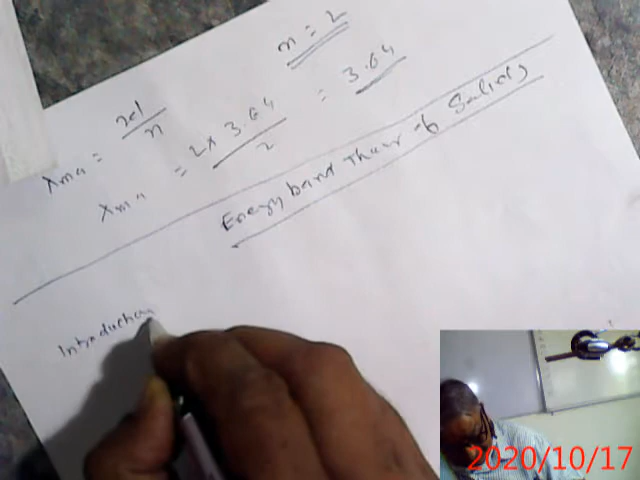 n = 2
λmax = 2d / n
λmax = 2 x 3.64 / 2 = 3.64
Energy band Theory of Solids
Introduction
2020/10/17